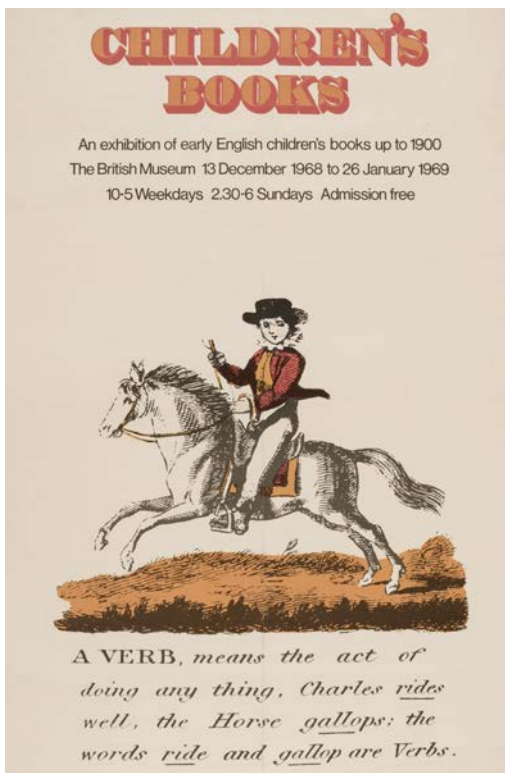 CHILDREN'S
BOOKS
An exhibition of early English children's books up to 1900
The British Museum 13 December 1968 to 26 January 1969
10-5 Weekdays 2.30-6 Sundays Admission free
A VERB, means the act of
doing any thing, Charles rides
well, the Horse gallops; the
words ride and gallop are Verbs.